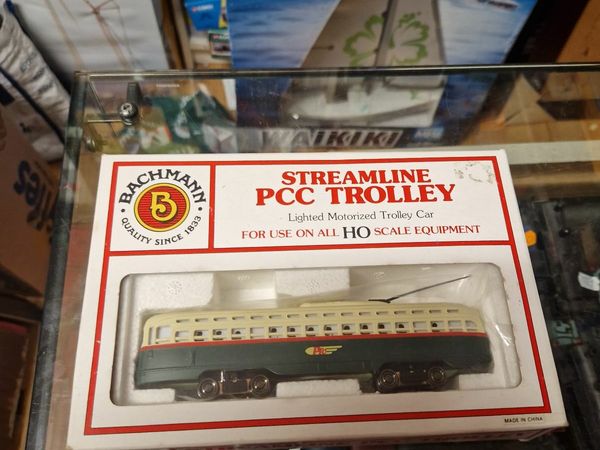 WAIKIKI
BACHMANN
B
QUALITY SINCE 1833
STREAMLINE
PCC TROLLEY
Lighted Motorized Trolley Car
FOR USE ON ALL HO SCALE EQUIPMENT
PTC
MADE IN CHINA